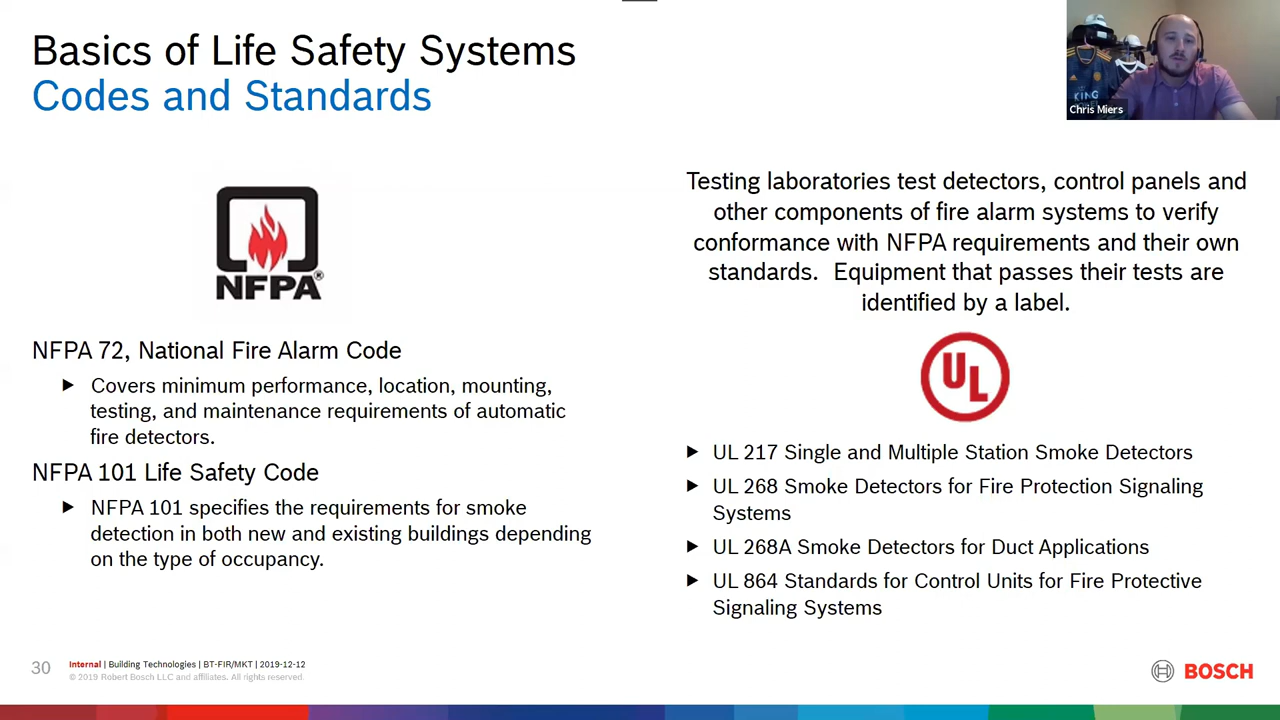 Basics of Life Safety Systems
Codes and Standards
Chris Miers
NFPA®
NFPA 72, National Fire Alarm Code
► Covers minimum performance, location, mounting,
testing, and maintenance requirements of automatic
fire detectors.
NFPA 101 Life Safety Code
► NFPA 101 specifies the requirements for smoke
detection in both new and existing buildings depending
on the type of occupancy.
Testing laboratories test detectors, control panels and
other components of fire alarm systems to verify
conformance with NFPA requirements and their own
standards. Equipment that passes their tests are
identified by a label.
UL
► UL 217 Single and Multiple Station Smoke Detectors
► UL 268 Smoke Detectors for Fire Protection Signaling
Systems
► UL 268A Smoke Detectors for Duct Applications
► UL 864 Standards for Control Units for Fire Protective
Signaling Systems
30
Internal | Building Technologies | BT-FIR/MKT | 2019-12-12
© 2019 Robert Bosch LLC and affiliates. All rights reserved.
BOSCH